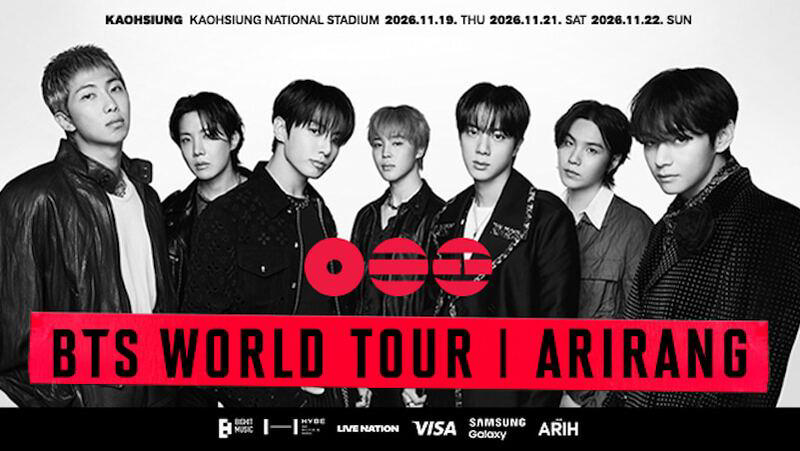 KAOHSIUNG KAOHSIUNG NATIONAL STADIUM 2026.11.19. THU 2026.11.21. SAT 2026.11.22. SUN
BTS WORLD TOUR | ARIRANG
BIGHIT MUSIC HYBE LIVE NATION VISA SAMSUNG Galaxy ARIH